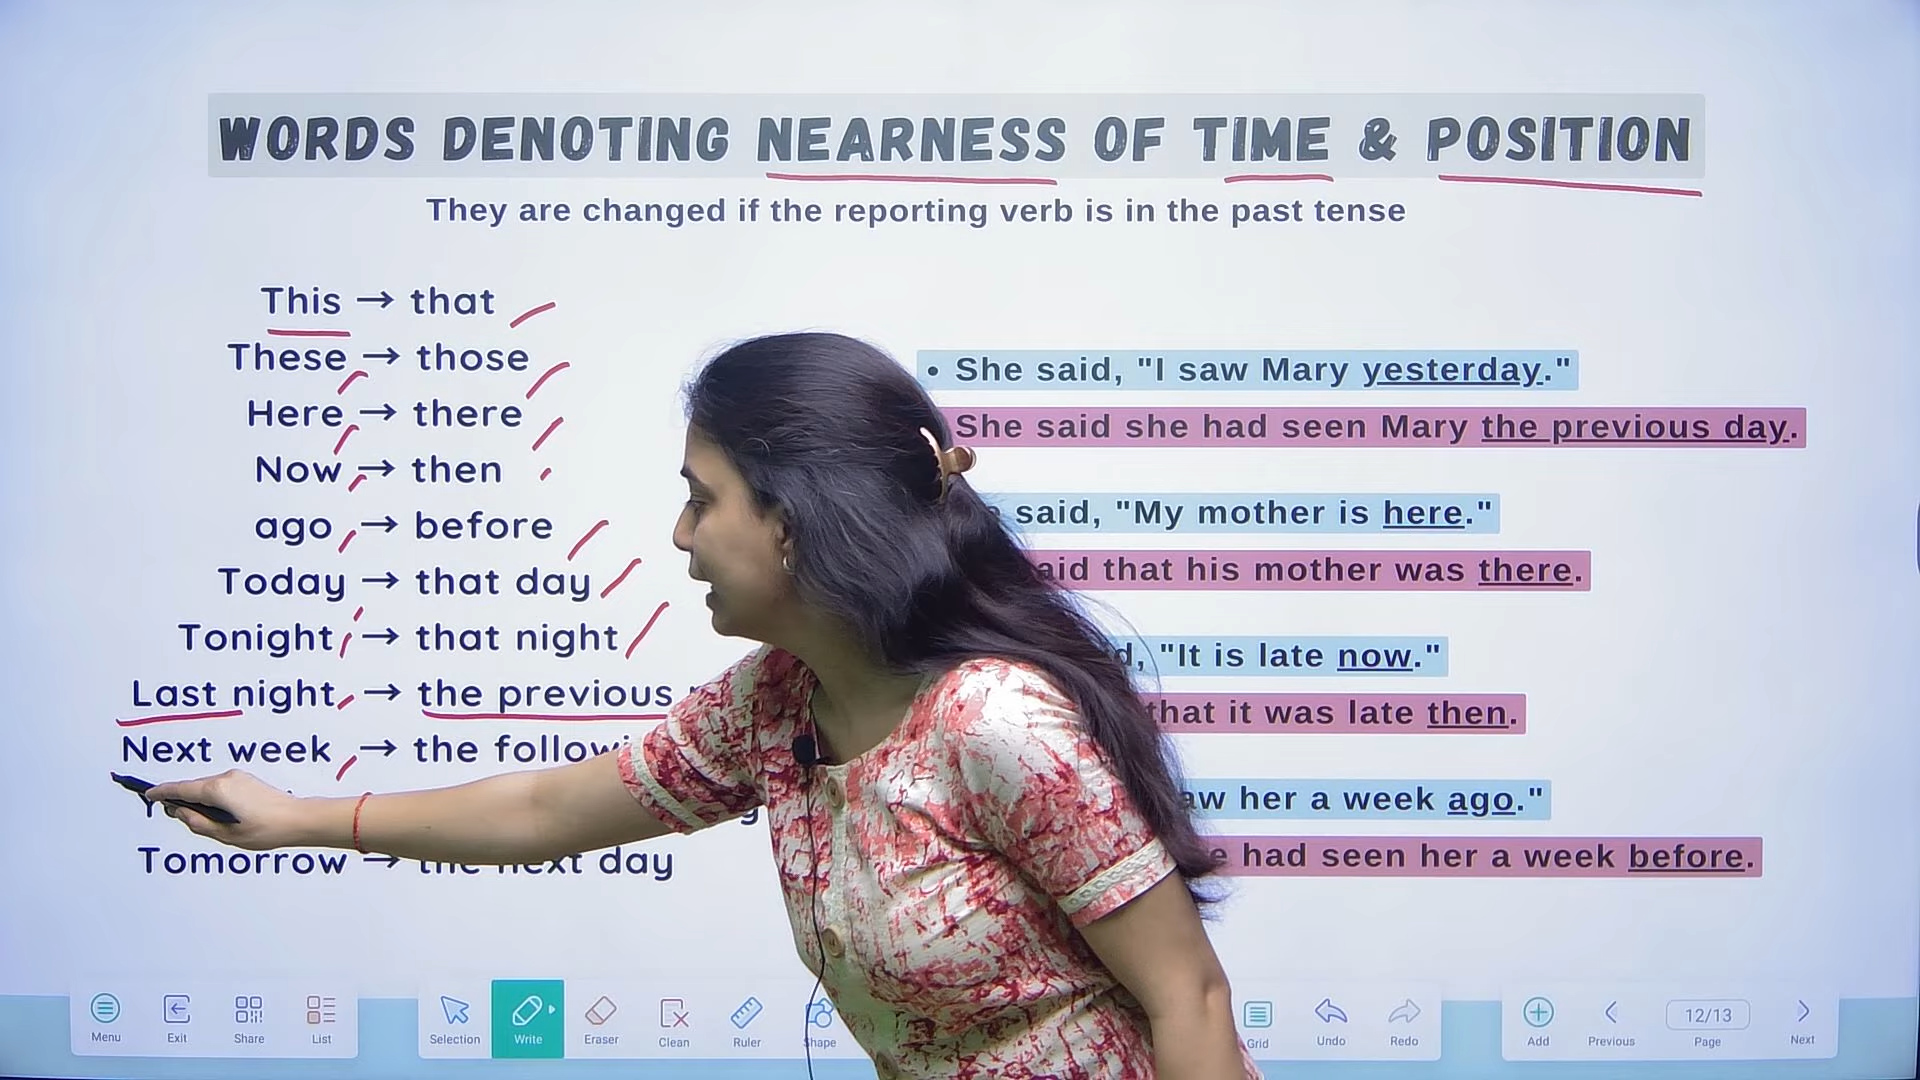 WORDS DENOTING NEARNESS OF TIME & POSITION
They are changed if the reporting verb is in the past tense
This → that
These → those
Here → there
Now → then
ago → before
Today → that day
Tonight → that night
Last night → the previous
Next week → the
Tomorrow → the next day
• She said, "I saw Mary yesterday."
She said she had seen Mary the previous day.
said, "My mother is here."
that his mother was there.
"It is late now."
that it was late then.
her a week ago."
had seen her a week before.
Menu
Exit
Share
List
Selection
Write
Eraser
Clean
Ruler
Shape
Grid
Undo
Redo
Add
Previous
12/13
Page
Next